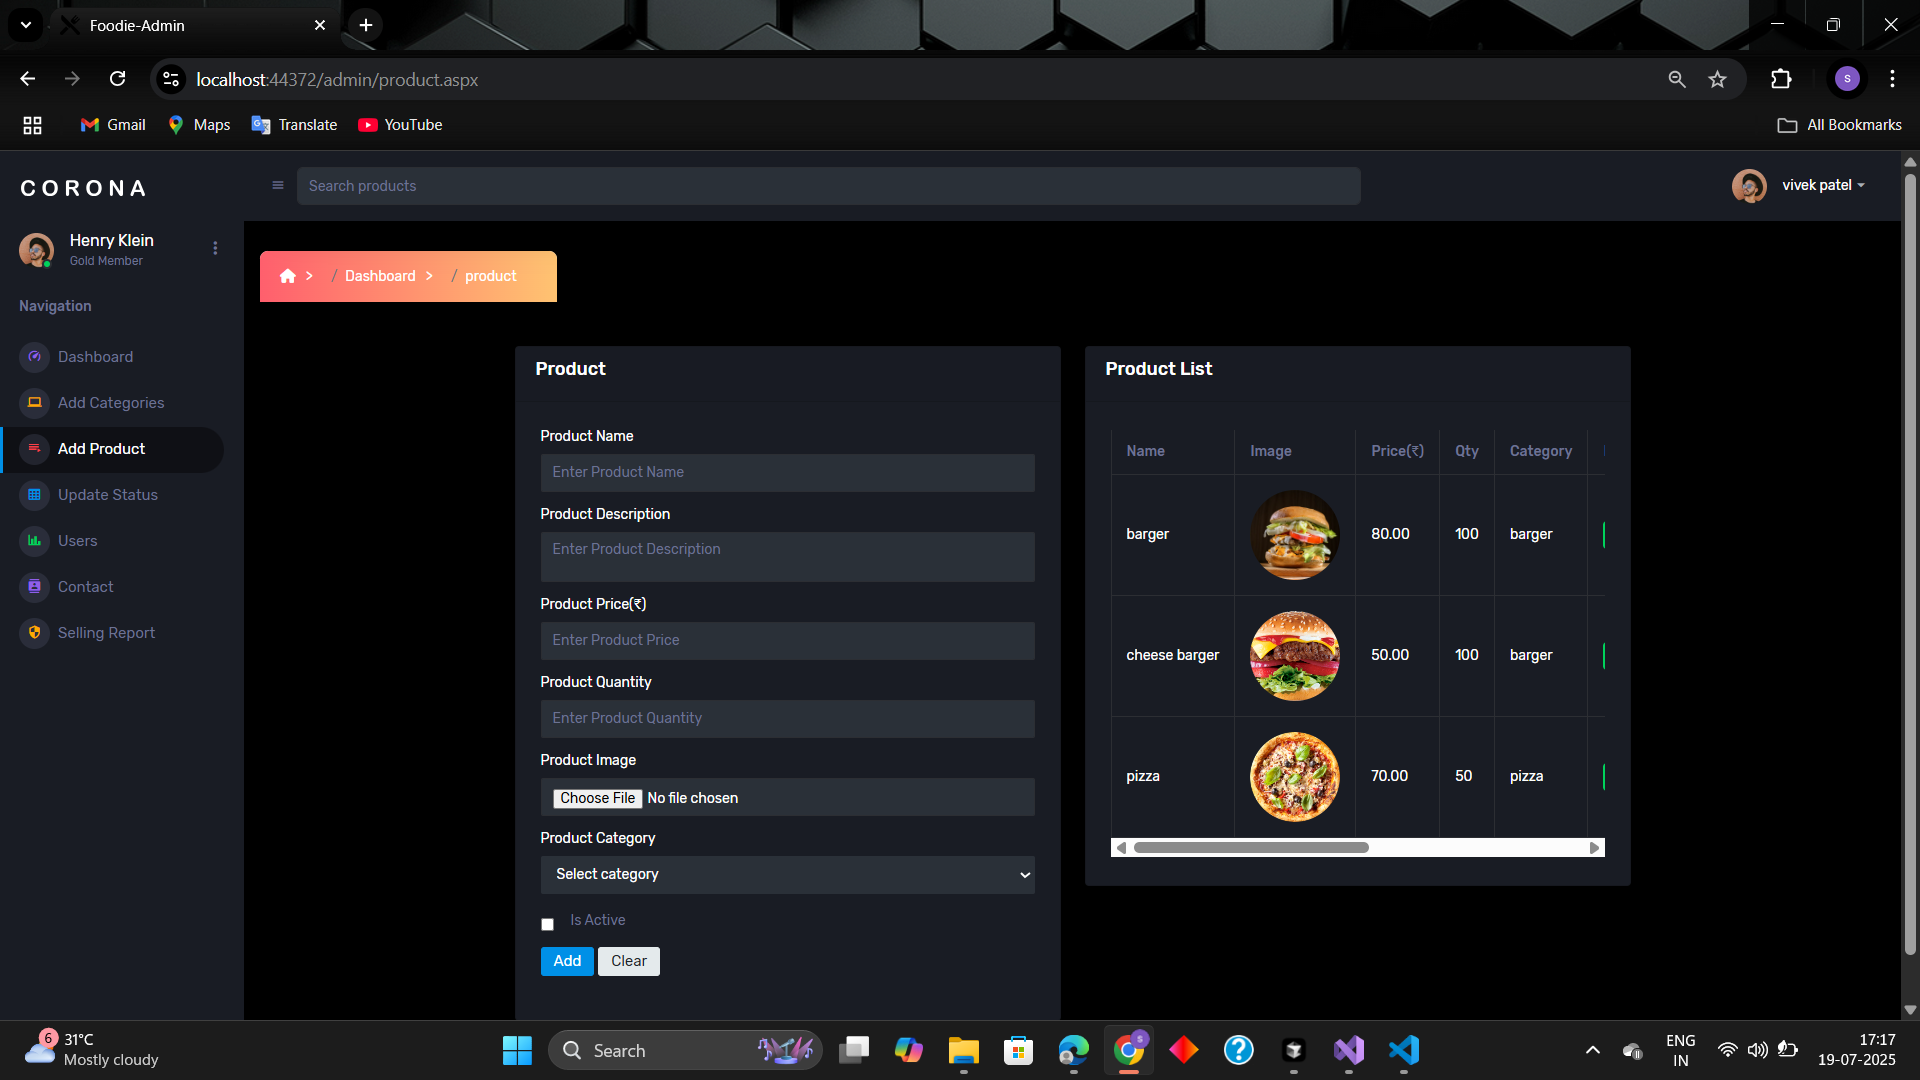 Foodie-Admin
localhost:44372/admin/product.aspx
S
Gmail
Maps
Translate
YouTube
All Bookmarks
CORONA
Search products
vivek patel
Henry Klein
Gold Member
Navigation
Dashboard
Add Categories
Add Product
Update Status
Users
Contact
Selling Report
> / Dashboard > / product
Product
Product Name
Enter Product Name
Product Description
Enter Product Description
Product Price(₹)
Enter Product Price
Product Quantity
Enter Product Quantity
Product Image
Choose File No file chosen
Product Category
Select category
Is Active
Add Clear
Product List
Name Image Price(₹) Qty Category
barger 80.00 100 barger
cheese barger 50.00 100 barger
pizza 70.00 50 pizza
6
31°C
Mostly cloudy
Search
S
ENG
IN
17:17
19-07-2025